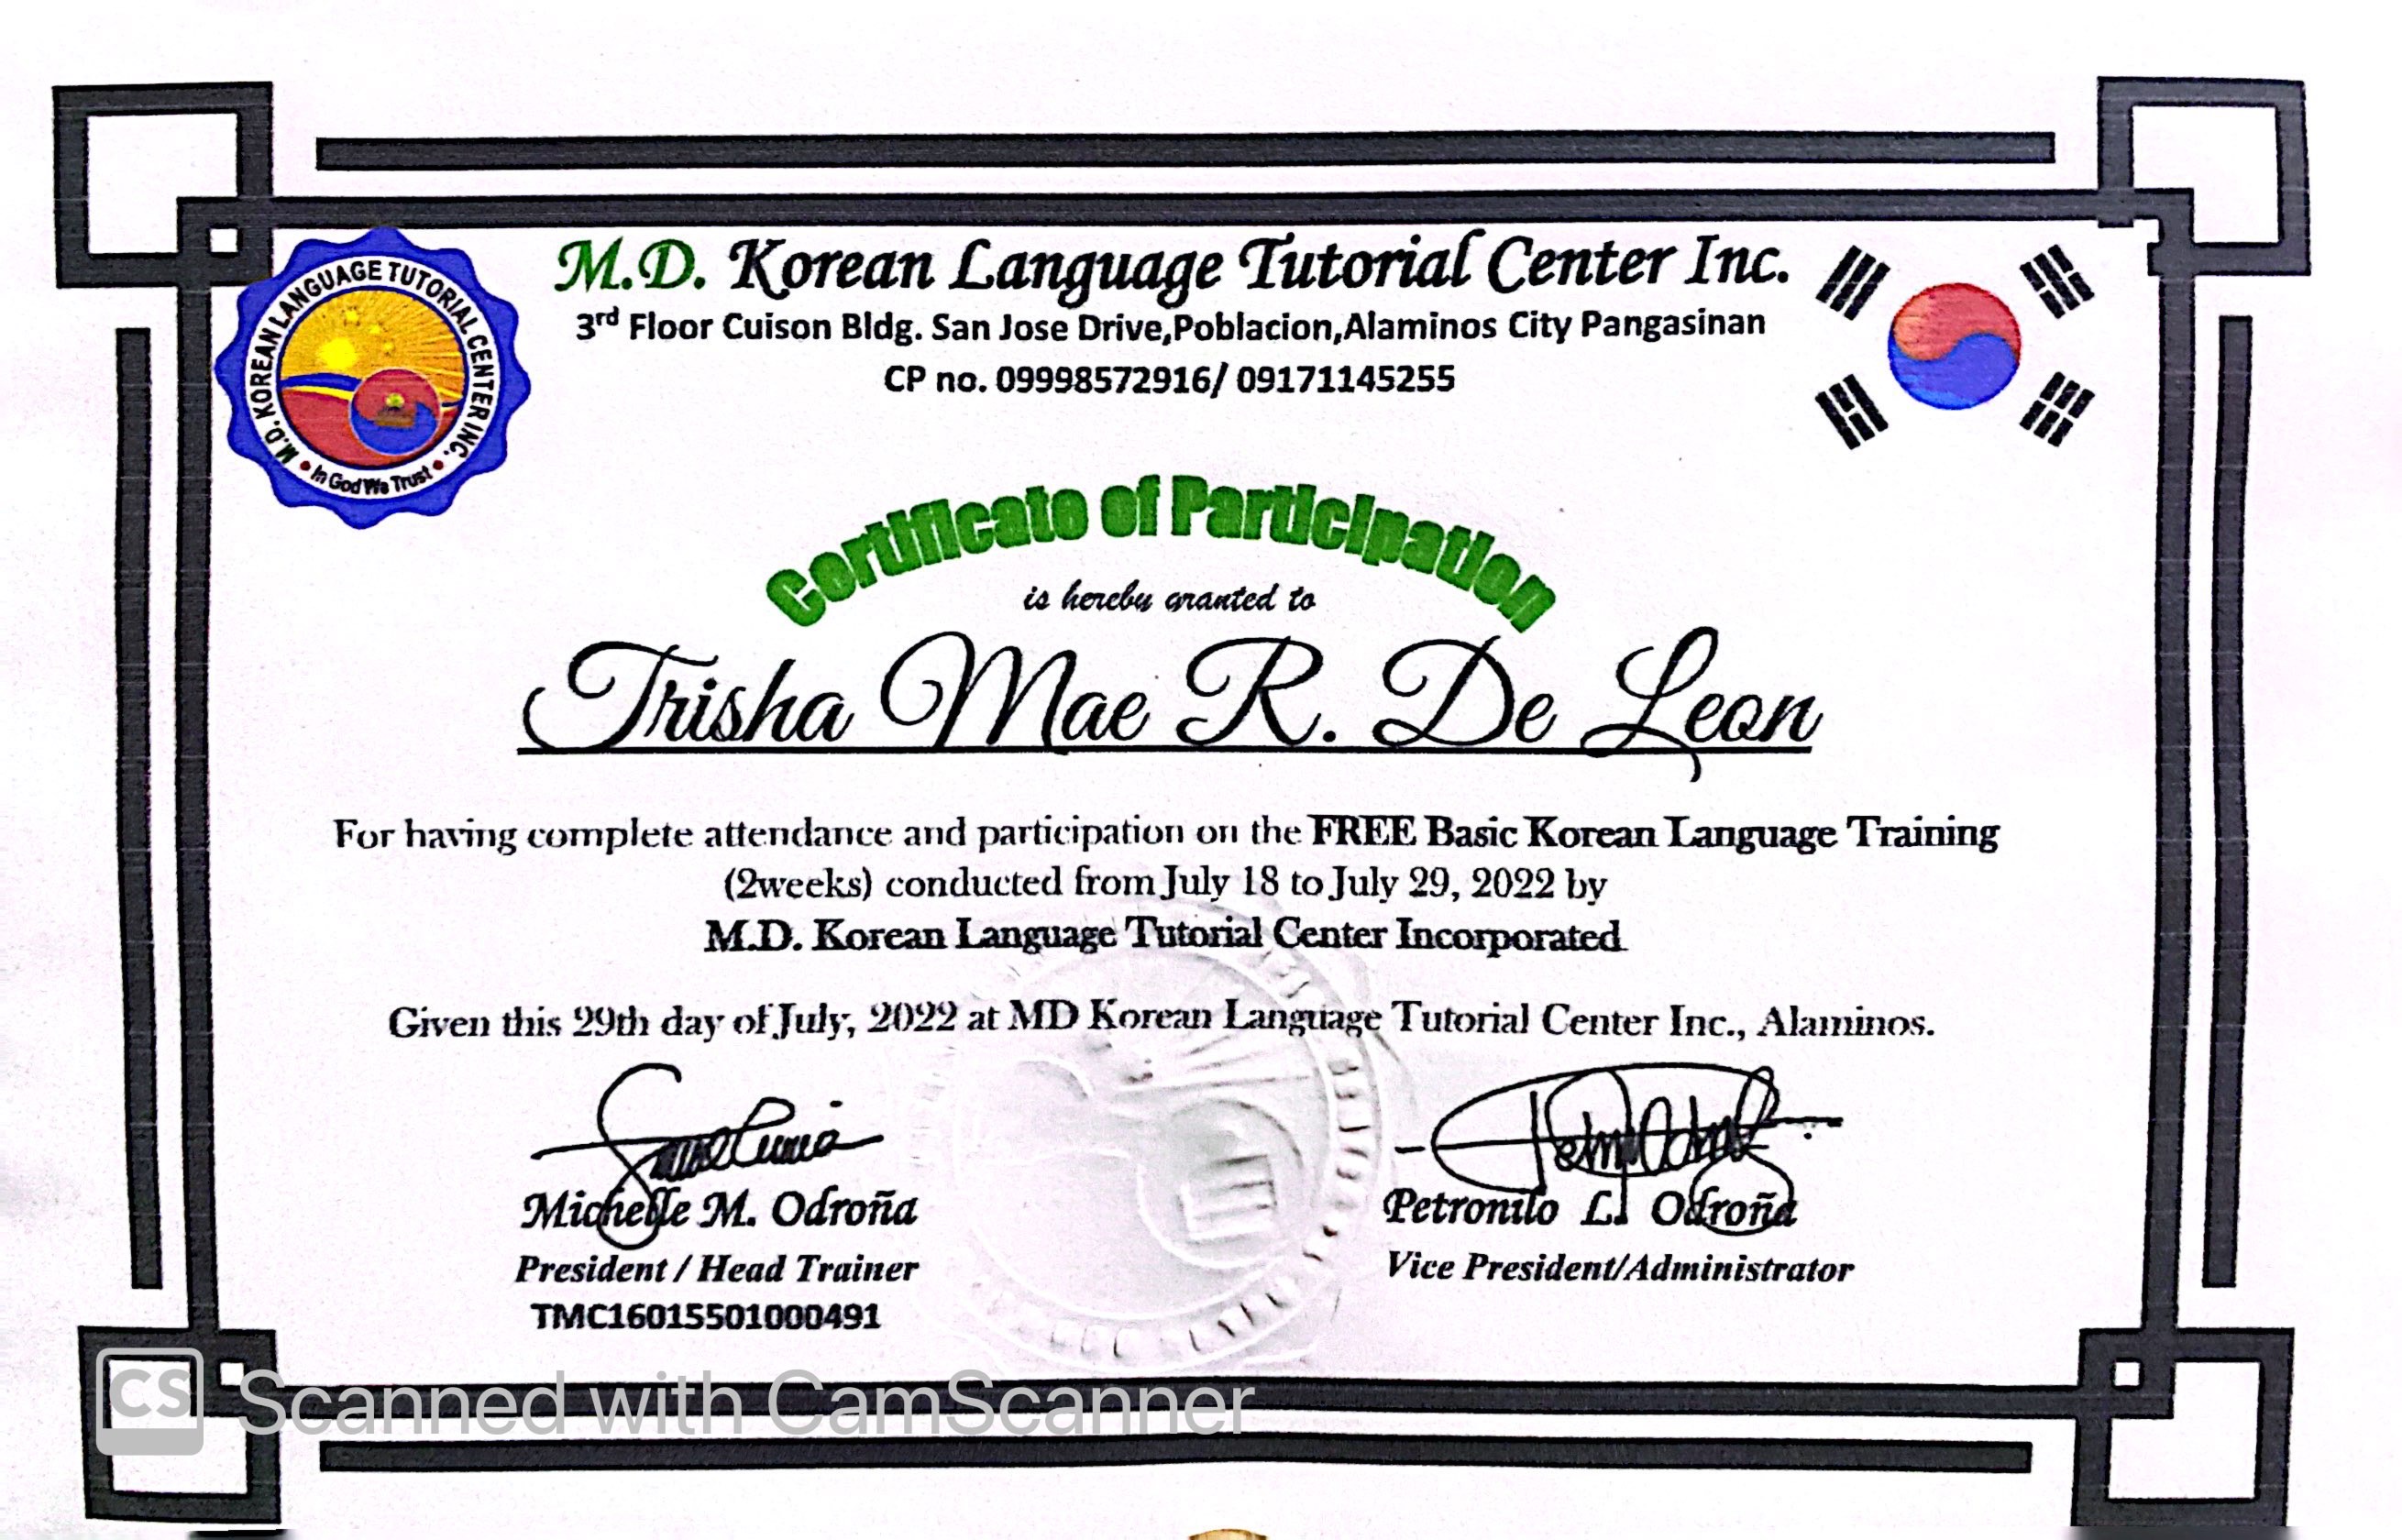 M.D. KOREAN LANGUAGE TUTORIAL CENTER INC.
In God We Trust
M.D. Korean Language Tutorial Center Inc.
3rd Floor Cuison Bldg. San Jose Drive,Poblacion,Alaminos City Pangasinan
CP no. 09998572916/ 09171145255
Certificate of Participation
is hereby granted to
Trisha Mae R. De Leon
For having complete attendance and participation on the FREE Basic Korean Language Training
(2weeks) conducted from July 18 to July 29, 2022 by
M.D. Korean Language Tutorial Center Incorporated
Given this 29th day of July, 2022 at MD Korean Language Tutorial Center Inc., Alaminos.
Michelle M. Odroña
President / Head Trainer
TMC16015501000491
Petronilo L. Odroña
Vice President/Administrator
CS Scanned with CamScanner